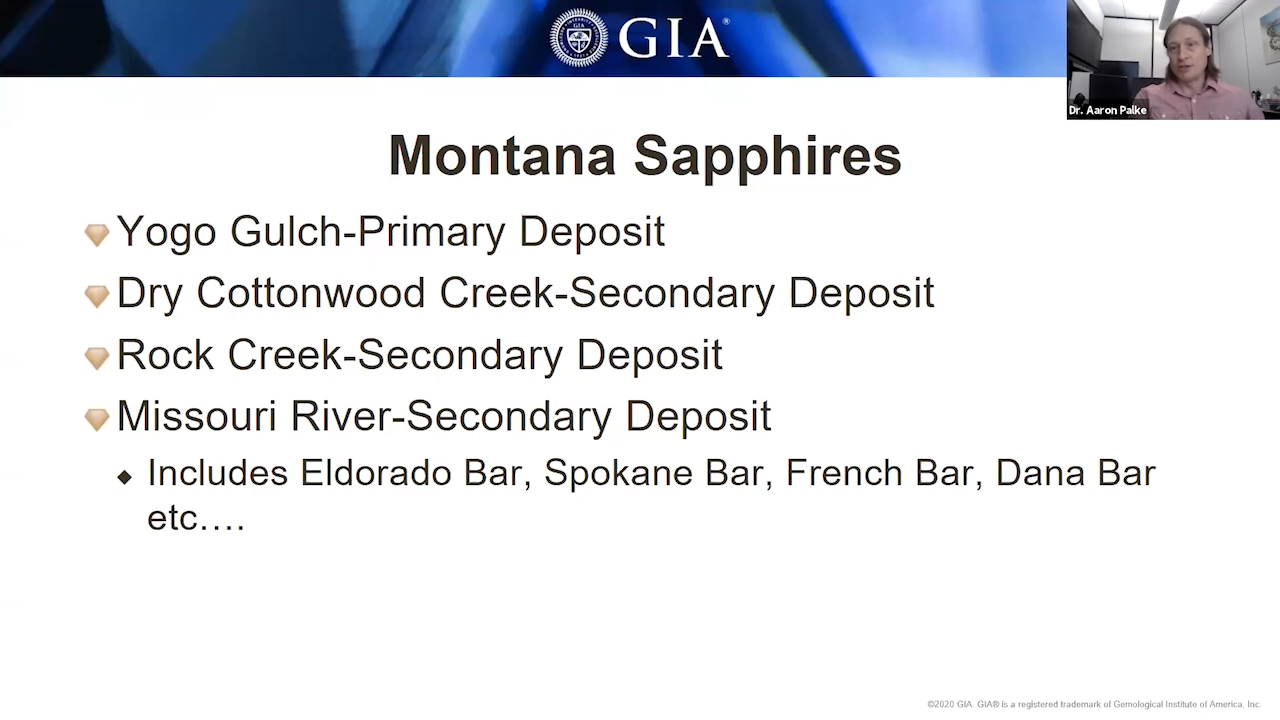 GIA®
Dr. Aaron Palke
Montana Sapphires
Yogo Gulch-Primary Deposit
Dry Cottonwood Creek-Secondary Deposit
Rock Creek-Secondary Deposit
Missouri River-Secondary Deposit
Includes Eldorado Bar, Spokane Bar, French Bar, Dana Bar
etc….
©2020 GIA. GIA® is a registered trademark of Gemological Institute of America, Inc.